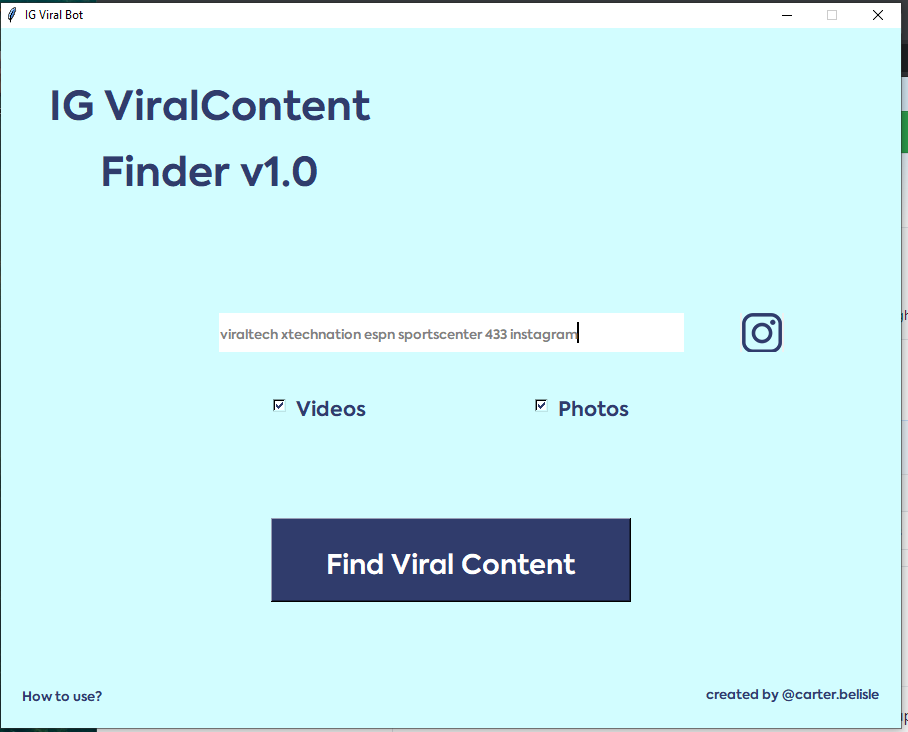 IG Viral Bot
IG ViralContent
Finder v1.0
viraltech xtechnation espn sportscenter 433 instagram
Videos
Photos
Find Viral Content
How to use?
created by @carter.belisle